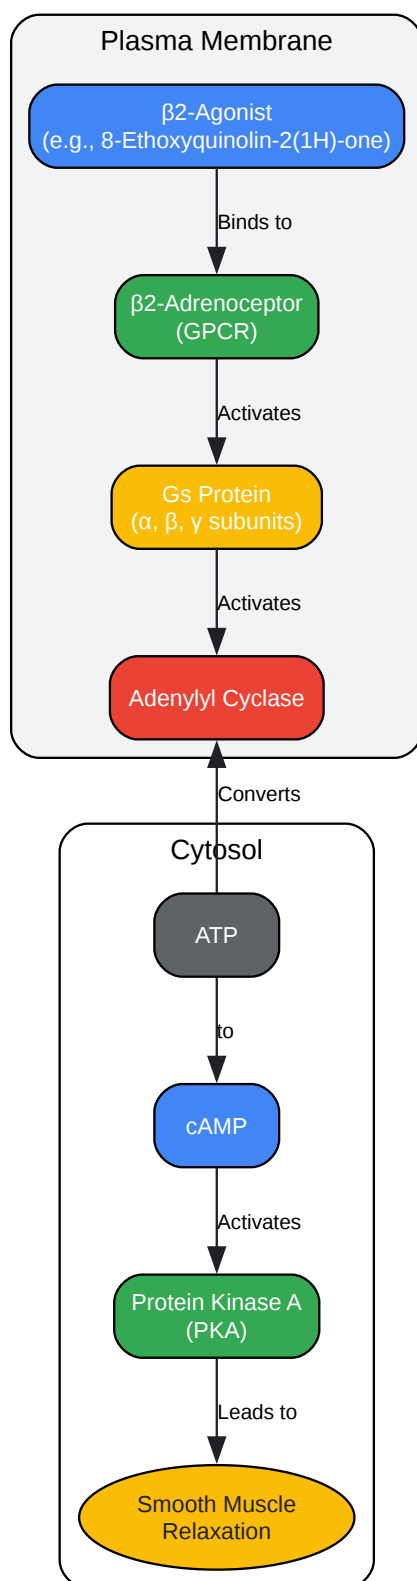 Plasma Membrane
β2-Agonist
(e.g., 8-Ethoxyquinolin-2(1H)-one)
Binds to
β2-Adrenoceptor
(GPCR)
Activates
Gs Protein
(α, β, γ subunits)
Activates
Adenylyl Cyclase
Converts
Cytosol
ATP
to
cAMP
Activates
Protein Kinase A
(PKA)
Leads to
Smooth Muscle
Relaxation